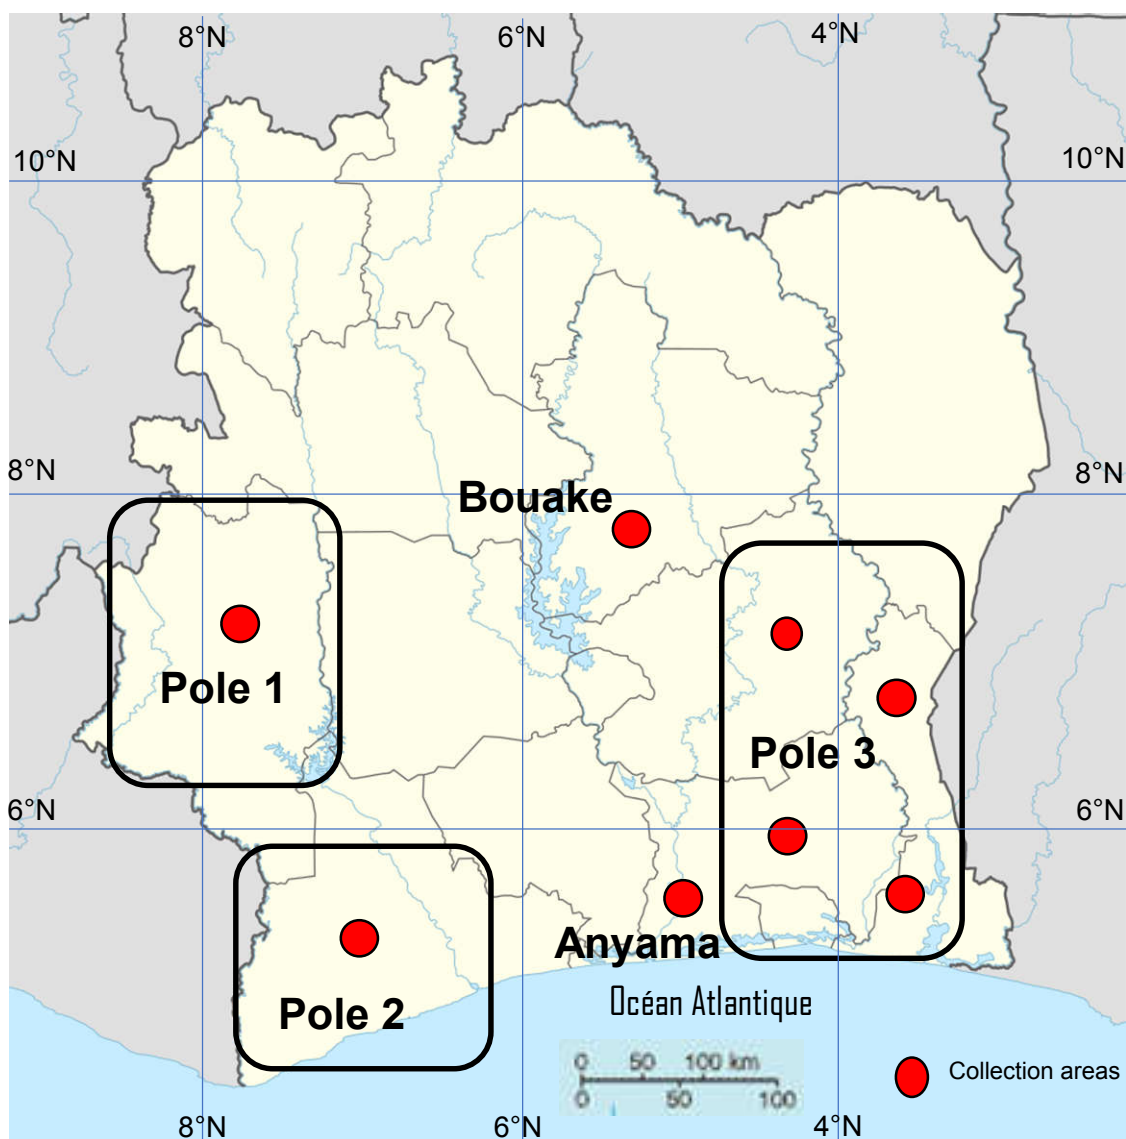 8°N
6°N
4°N
10°N
10°N
8°N
8°N
Bouake
Pole 1
Pole 3
6°N
6°N
Anyama
Pole 2
Océan Atlantique
0 50 100 km
0 50 100
Collection areas
8°N
6°N
4°N